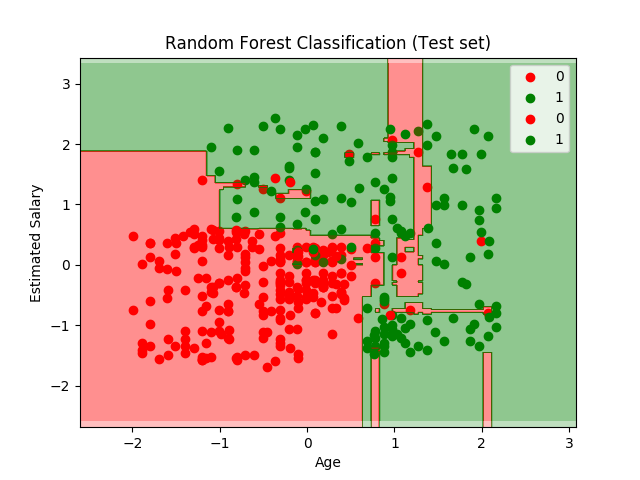 Random Forest Classification (Test set)
0
1
0
1
3
2
1
0
−1
−2
Estimated Salary
−2 −1 0 1 2 3
Age